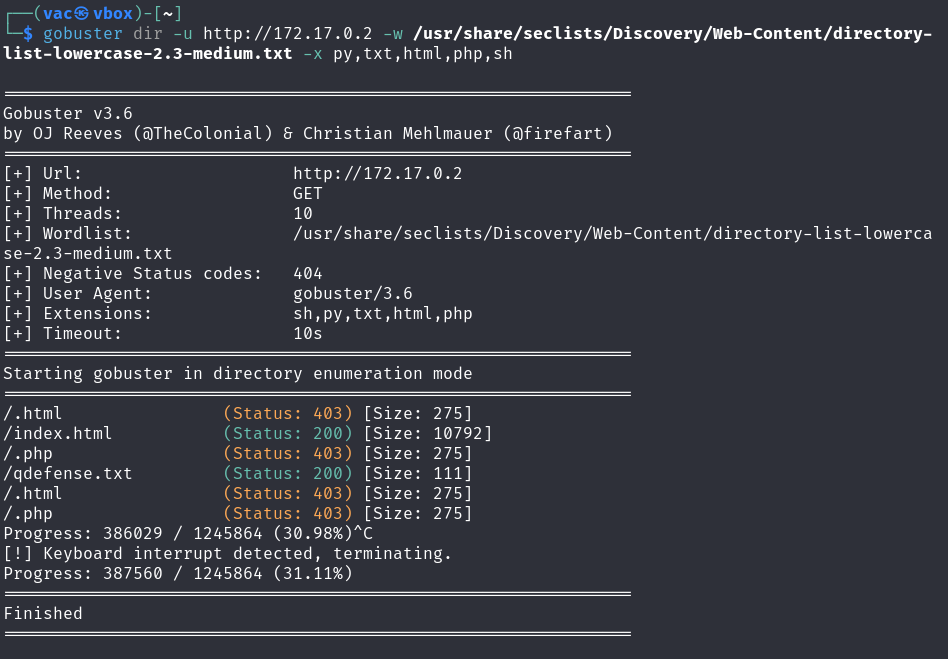 ┌──(vac㉿vbox)-[~]
└─$ gobuster dir -u http://172.17.0.2 -w /usr/share/seclists/Discovery/Web-Content/directory-
list-lowercase-2.3-medium.txt -x py,txt,html,php,sh
===============================================================
Gobuster v3.6
by OJ Reeves (@TheColonial) & Christian Mehlmauer (@firefart)
===============================================================
[+] Url:                     http://172.17.0.2
[+] Method:                  GET
[+] Threads:                 10
[+] Wordlist:                /usr/share/seclists/Discovery/Web-Content/directory-list-lowerca
se-2.3-medium.txt
[+] Negative Status codes:   404
[+] User Agent:              gobuster/3.6
[+] Extensions:              sh,py,txt,html,php
[+] Timeout:                 10s
===============================================================
Starting gobuster in directory enumeration mode
===============================================================
/.html                (Status: 403) [Size: 275]
/index.html           (Status: 200) [Size: 10792]
/.php                 (Status: 403) [Size: 275]
/qdefense.txt         (Status: 200) [Size: 111]
/.html                (Status: 403) [Size: 275]
/.php                 (Status: 403) [Size: 275]
Progress: 386029 / 1245864 (30.98%)^C
[!] Keyboard interrupt detected, terminating.
Progress: 387560 / 1245864 (31.11%)
===============================================================
Finished
===============================================================